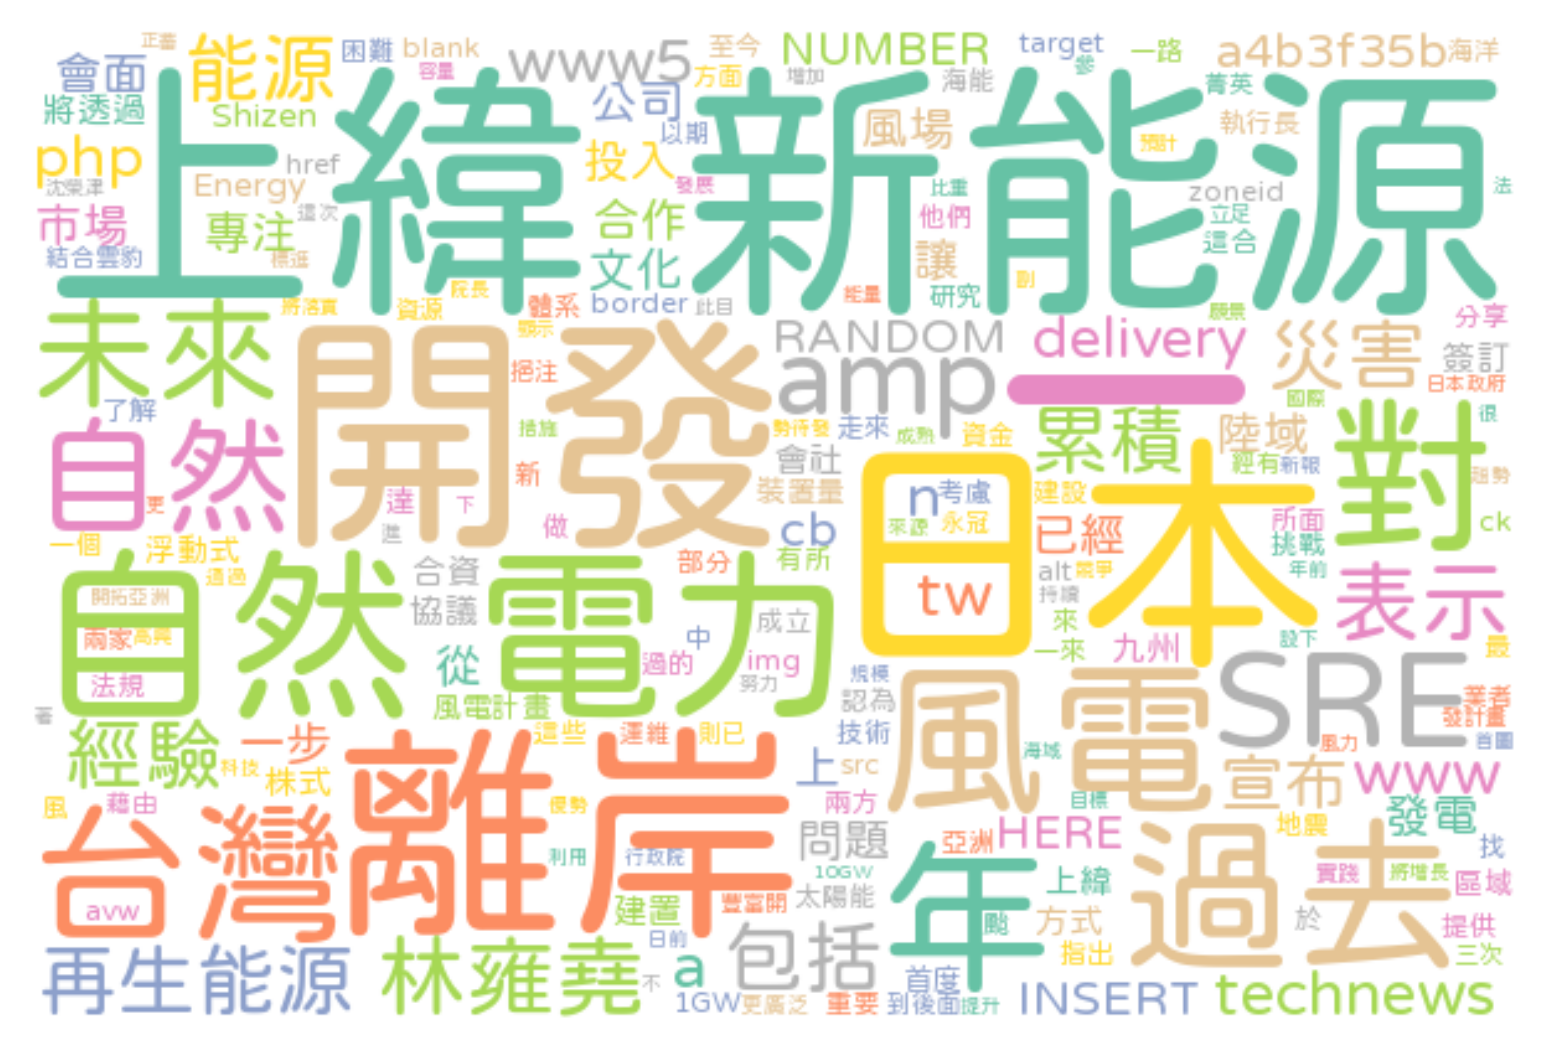 正蓄
能源
困難
blank
www5
至今
NUMBER
target
一路
a4b3f35b
海洋
會面
容量
方面
增加
海能
參
菁英
將透過
Shizen
公司
以期
風場
執行長
上緯新能源
php
href
投入
預計
沈榮津
Energy
發展
比重
zoneid
法
市場
專注
這次
合作
他們
立足
這合
結合雲豹
標進
文化
讓
院長
能量
研究
副
將落實
資源
體系
border
此目
願景
分享
未來
開發
顯示
RANDOM
delivery
災害
簽訂
挹注
amp
一
日本政府
國際
了解
措施
勢待發
走來
成熟
資金
累積
陸域
對
很
自然
新
會社
經有
新報
趨勢
更
達
下
裝置量
日本
n
考慮
建設
進
做
cb
來源
永冠
已經
所面
ck
一個
浮動式
部分
有所
挑戰
自然電力
通過
合資
tw
alt
競爭
年前
表示
開拓亞洲
協議
成立
持續
來
兩家
高興
中
從
過的
img
一來
九州
設下
最
法規
努力
規模
風電
SRE
著
風電計畫
認為
業者
發計畫
經驗
一步
離岸
這些
運維
則已
技術
海域
風力
首圖
科技
株式
上
src
宣布
www
風
藉由
優勢
兩方
目標
地震
發電
台灣
問題
亞洲
HERE
過去
找
利用
行政院
10GW
年
上緯
實踐
將增長
區域
avw
建置
豐富開
太陽能
颱
方式
於
提供
再生能源
林雍堯
日前
a
包括
首度
指出
三次
不
1GW
更廣泛
重要
到後面
提升
INSERT
technews